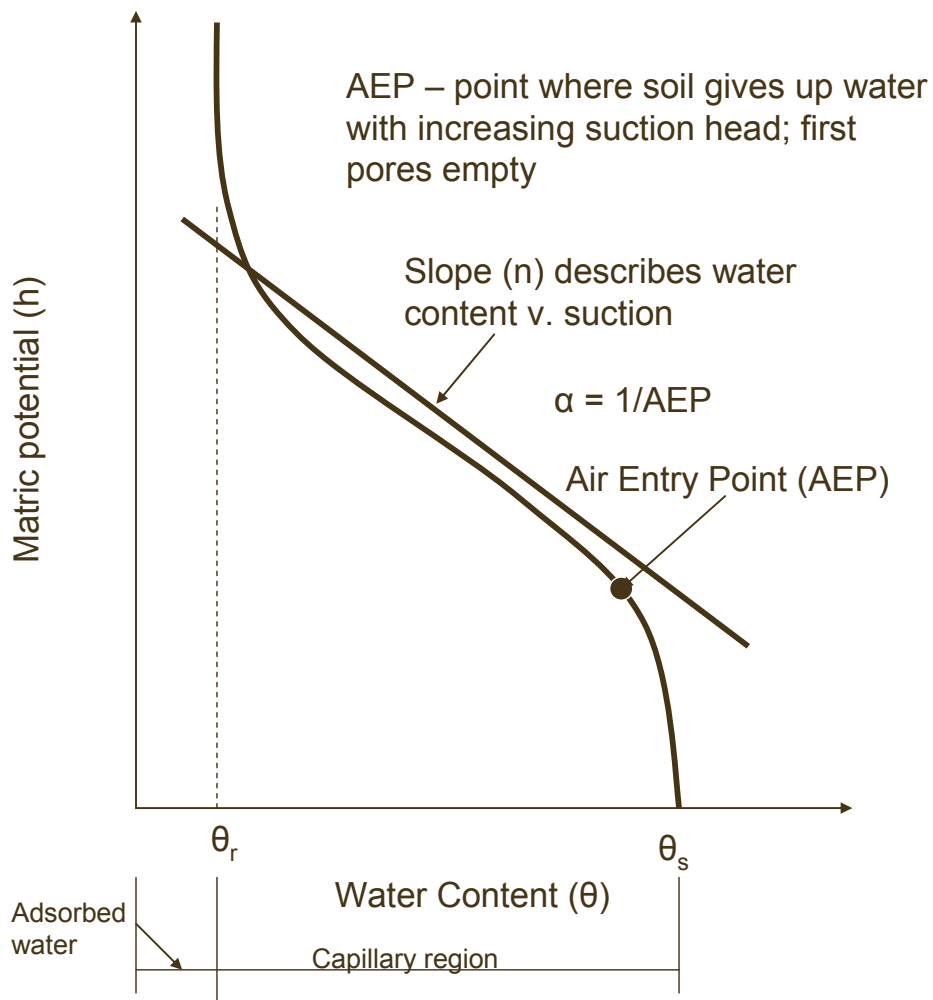 AEP – point where soil gives up water
with increasing suction head; first
pores empty
Matric potential (h)
Slope (n) describes water
content v. suction
α = 1/AEP
Air Entry Point (AEP)
θr
θs
Water Content (θ)
Adsorbed
water
Capillary region